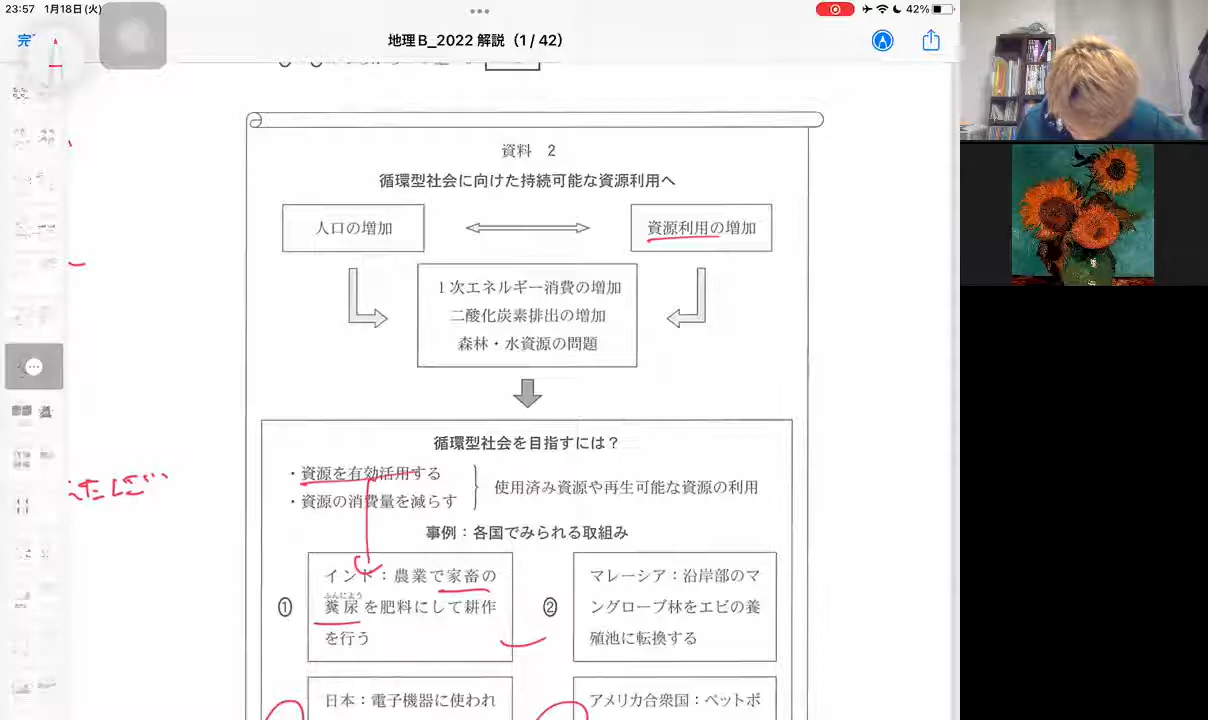 23:57 1月18日(火)
42%
地理B_2022 解説（1 / 42）
資料 2
循環型社会に向けた持続可能な資源利用へ
人口の増加
資源利用の増加
1次エネルギー消費の増加
二酸化炭素排出の増加
森林・水資源の問題
循環型社会を目指すには？
・資源を有効活用する
・資源の消費量を減らす
使用済み資源や再生可能な資源の利用
事例：各国でみられる取組み
①
インド：農業で家畜の
ふんにょう
糞尿を肥料にして耕作
を行う
②
マレーシア：沿岸部のマ
ングローブ林をエビの養
殖池に転換する
日本：電子機器に使われ
アメリカ合衆国：ペットボ